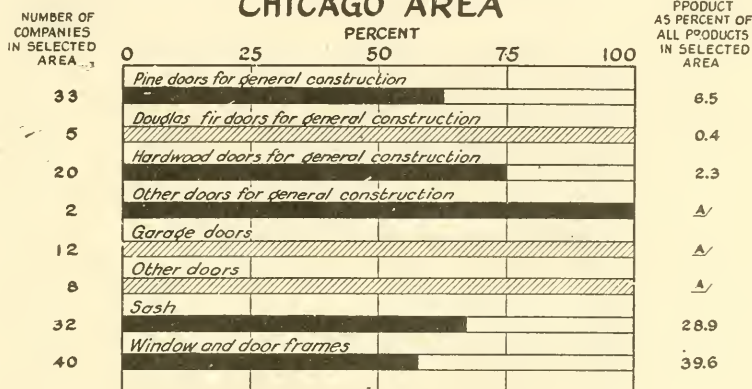 CHICAGO AREA
NUMBER OF
COMPANIES
IN SELECTED
AREA
PERCENT
PPODUCT
AS PERCENT OF
ALL PPODUCTS
IN SELECTED
AREA
0 25 50 75 100
Pine doors for general construction
33 6.5
Douglas fir doors for general construction
5 0.4
Hardwood doors for general construction
20 2.3
Other doors for general construction
2 A/
Garage doors
12 A/
Other doors
8 A/
Sash
32 28.9
Window and door frames
40 39.6